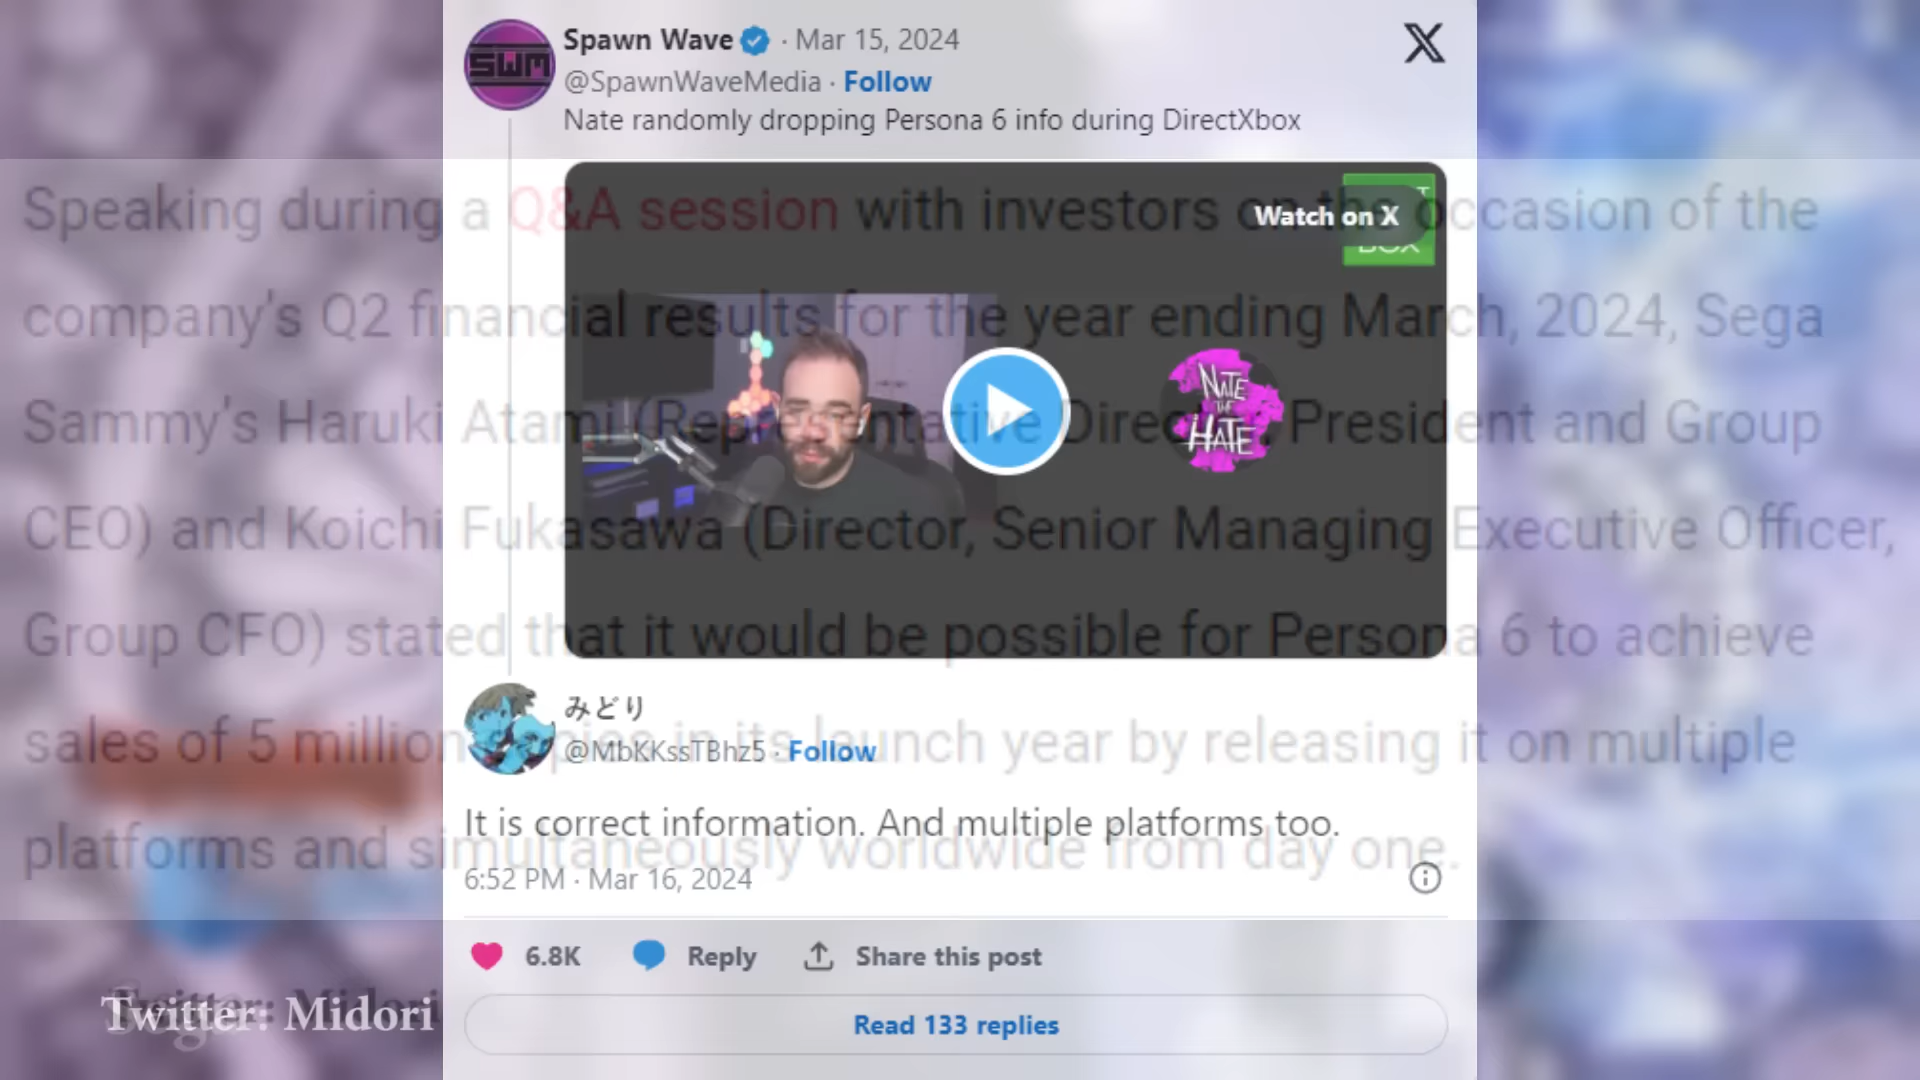 Spawn Wave · Mar 15, 2024
@SpawnWaveMedia · Follow
Nate randomly dropping Persona 6 info during DirectXbox
SWM
Watch on X
BOX
NATE
THE
HATE
Speaking during a Q&A session with investors on the occasion of the
company's Q2 financial results for the year ending March, 2024, Sega
Sammy's Haruki Atami (Representative Director, President and Group
CEO) and Koichi Fukasawa (Director, Senior Managing Executive Officer,
Group CFO) stated that it would be possible for Persona 6 to achieve
sales of 5 million copies in its launch year by releasing it on multiple
platforms and simultaneously worldwide from day one.
みどり
@MbKKssTBhz5 · Follow
It is correct information. And multiple platforms too.
6:52 PM · Mar 16, 2024
6.8K Reply Share this post
Read 133 replies
Twitter: Midori